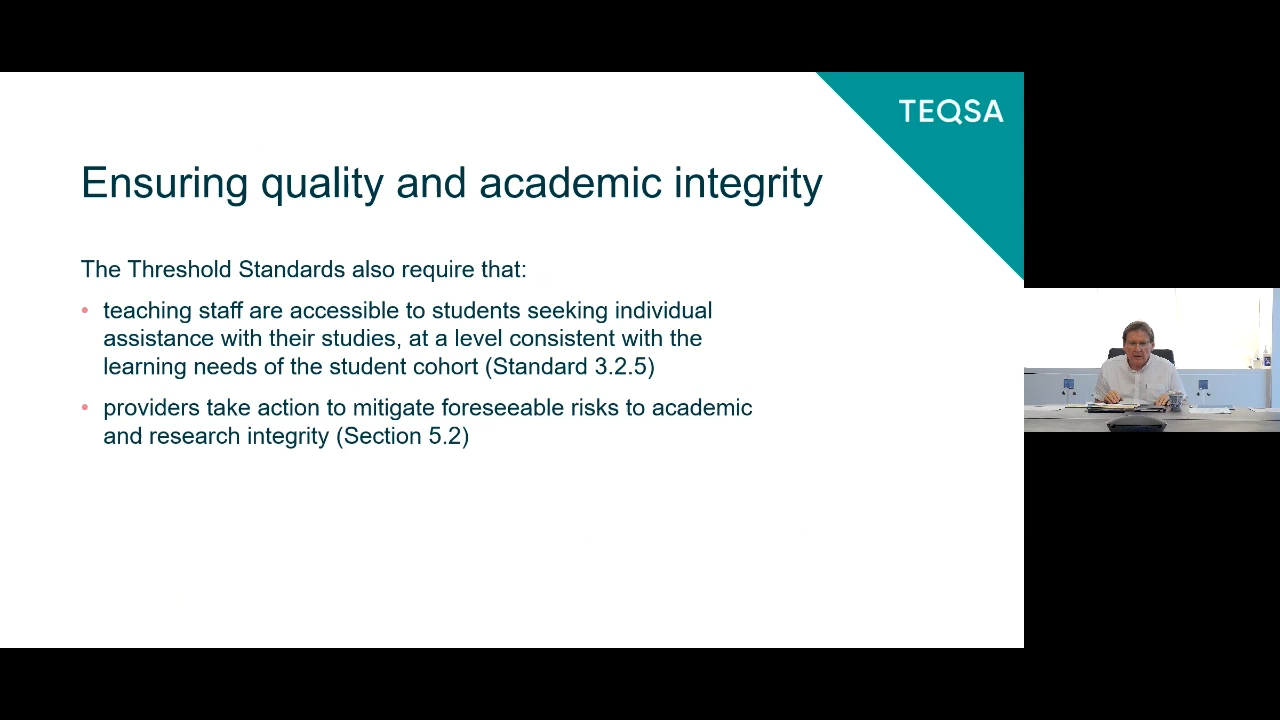 TEQSA
Ensuring quality and academic integrity
The Threshold Standards also require that:
• teaching staff are accessible to students seeking individual
assistance with their studies, at a level consistent with the
learning needs of the student cohort (Standard 3.2.5)
• providers take action to mitigate foreseeable risks to academic
and research integrity (Section 5.2)